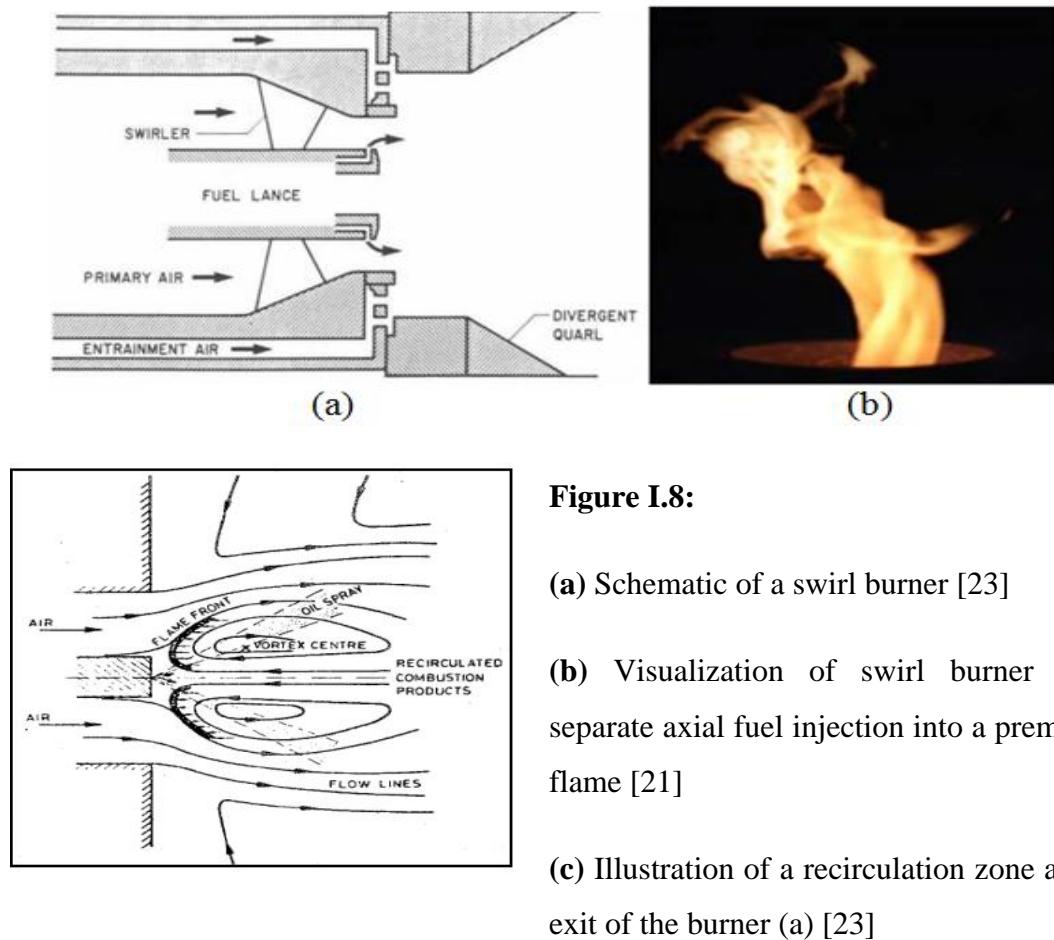 SWIRLER
FUEL LANCE
PRIMARY AIR
ENTRAINMENT AIR
DIVERGENT
QUARL
(a)
(b)
AIR
FLAME FRONT
OIL SPRAY
VORTEX CENTRE
RECIRCULATED
COMBUSTION
PRODUCTS
AIR
FLOW LINES
Figure I.8:
(a) Schematic of a swirl burner [23]
(b) Visualization of swirl burner
separate axial fuel injection into a prem
flame [21]
(c) Illustration of a recirculation zone a
exit of the burner (a) [23]